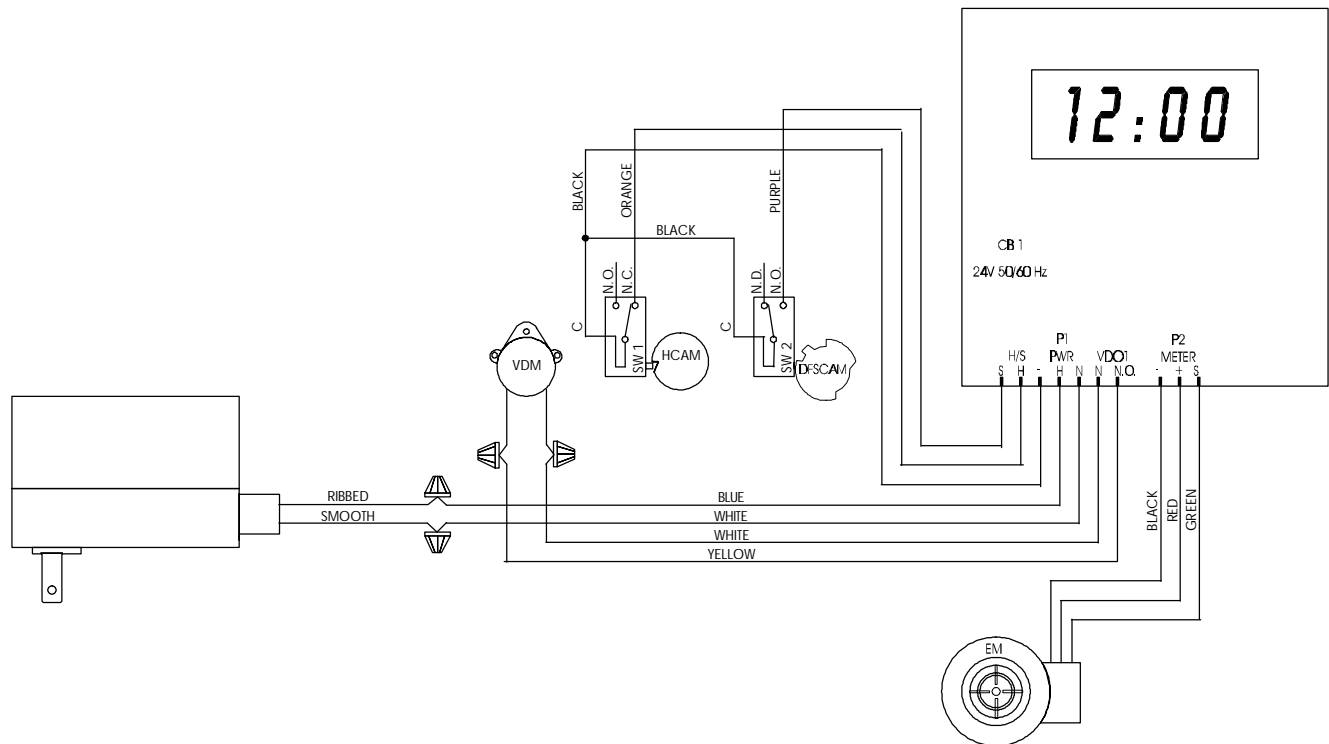 12:00
BLACK
ORANGE
PURPLE
BLACK
CB 1
24V 50/60 Hz
N.O.
N.C.
N.D.
N.O.
C
SW 1
HCAM
C
SW 2
DFSCAM
VDM
P1
P2
H/S
PWR
VDO1
METER
S H - H N N N.O. - + S
RIBBED
SMOOTH
BLUE
WHITE
WHITE
YELLOW
BLACK
RED
GREEN
EM